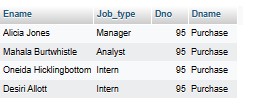 Ename Job_type Dno Dname
Alicia Jones Manager 95 Purchase
Mahala Burtwhistle Analyst 95 Purchase
Oneida Hicklingbottom Intern 95 Purchase
Desiri Allott Intern 95 Purchase